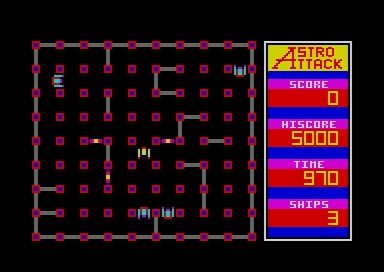 ASTRO
ATTACK
SCORE
0
HISCORE
5000
TIME
970
SHIPS
3